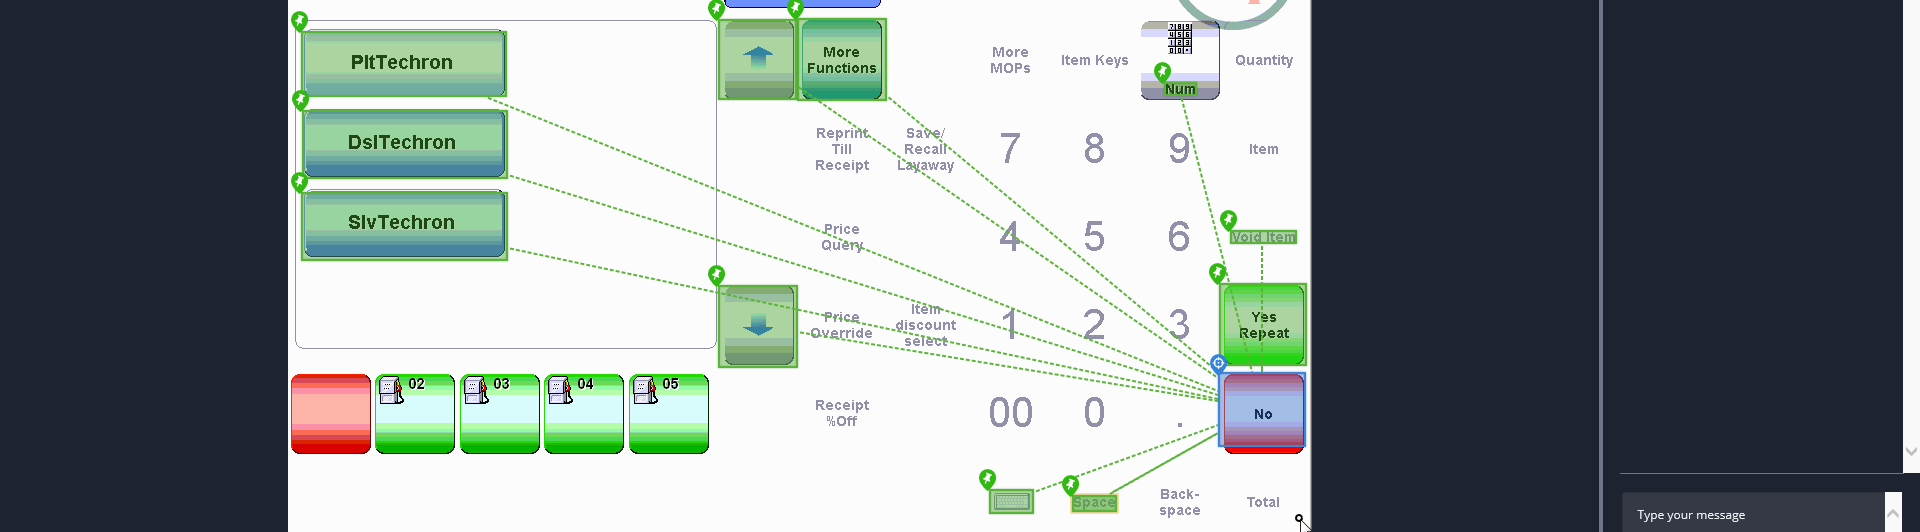 PltTechron
DslTechron
SlvTechron
More
Functions
More
MOPs
Item Keys
Num
Quantity
Reprint
Till
Receipt
Save/
Recall
Layaway
7
8
9
Item
Price
Query
4
5
6
Void Item
Price
Override
Item
discount
select
1
2
3
Yes
Repeat
02
03
04
05
Receipt
%Off
00
0
.
No
Space
Back-
space
Total
Type your message